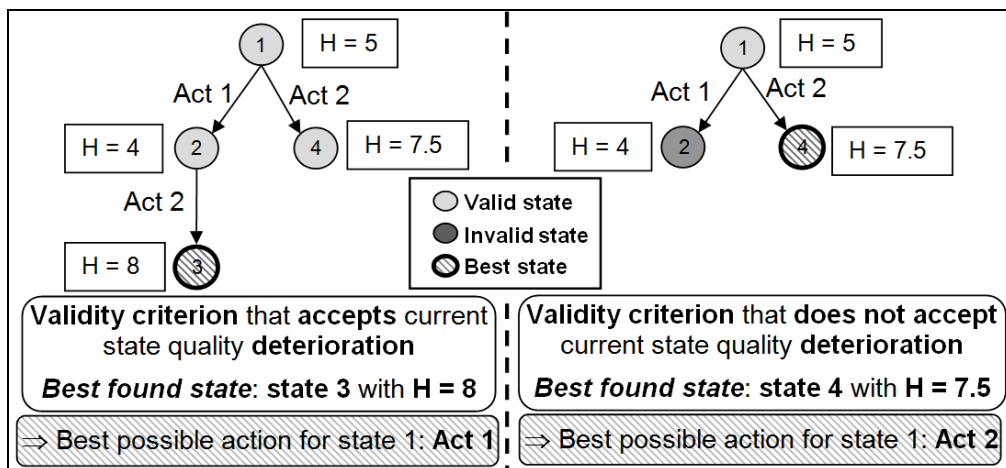 1
H = 5
Act 1
Act 2
H = 4
2
4
H = 7.5
Act 2
H = 8
3
Validity criterion that accepts current
state quality deterioration
Best found state: state 3 with H = 8
⇒ Best possible action for state 1: Act 1
1
H = 5
Act 1
Act 2
H = 4
2
4
H = 7.5
Valid state
Invalid state
Best state
Validity criterion that does not accept
current state quality deterioration
Best found state: state 4 with H = 7.5
⇒ Best possible action for state 1: Act 2